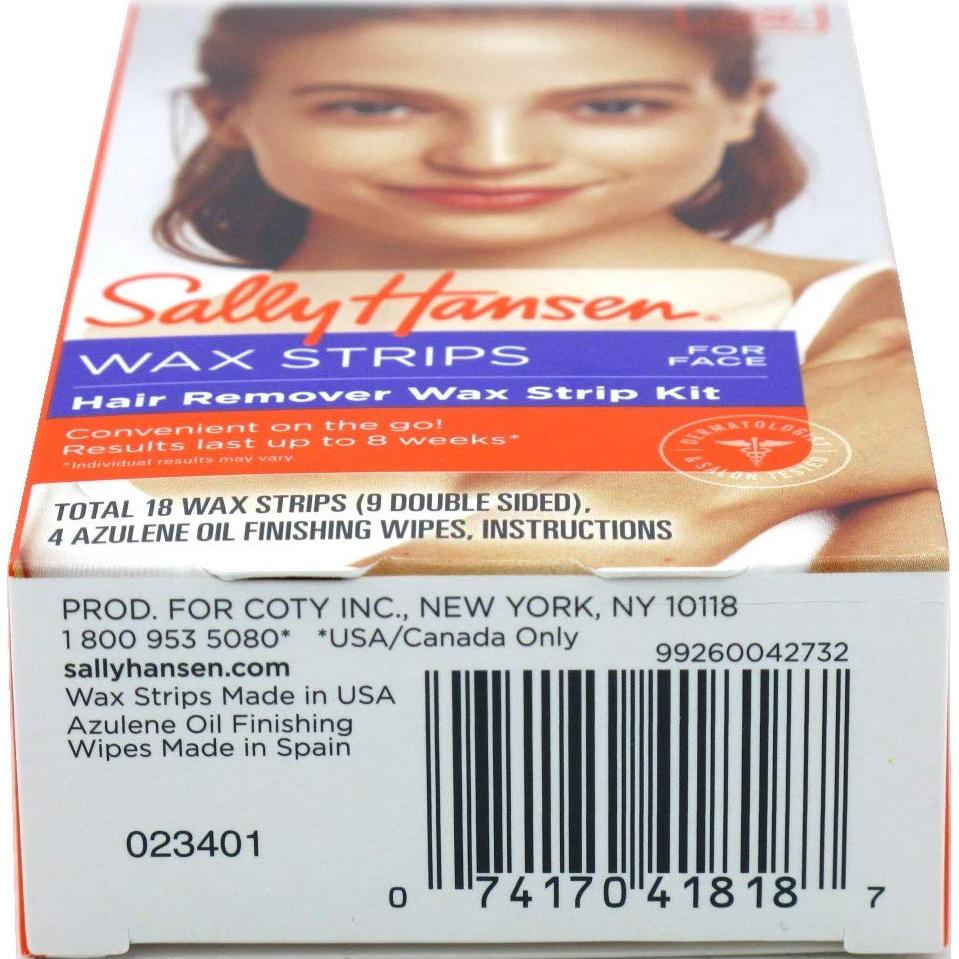 Sally Hansen
WAX STRIPS
FOR
FACE
Hair Remover Wax Strip Kit
Convenient on the go!
Results last up to 8 weeks*
*Individual results may vary
DERMATOLOGIST
& SALON TESTED
TOTAL 18 WAX STRIPS (9 DOUBLE SIDED),
4 AZULENE OIL FINISHING WIPES, INSTRUCTIONS
PROD. FOR COTY INC., NEW YORK, NY 10118
1 800 953 5080* *USA/Canada Only
99260042732
sallyhansen.com
Wax Strips Made in USA
Azulene Oil Finishing
Wipes Made in Spain
023401
0 74170 41818 7